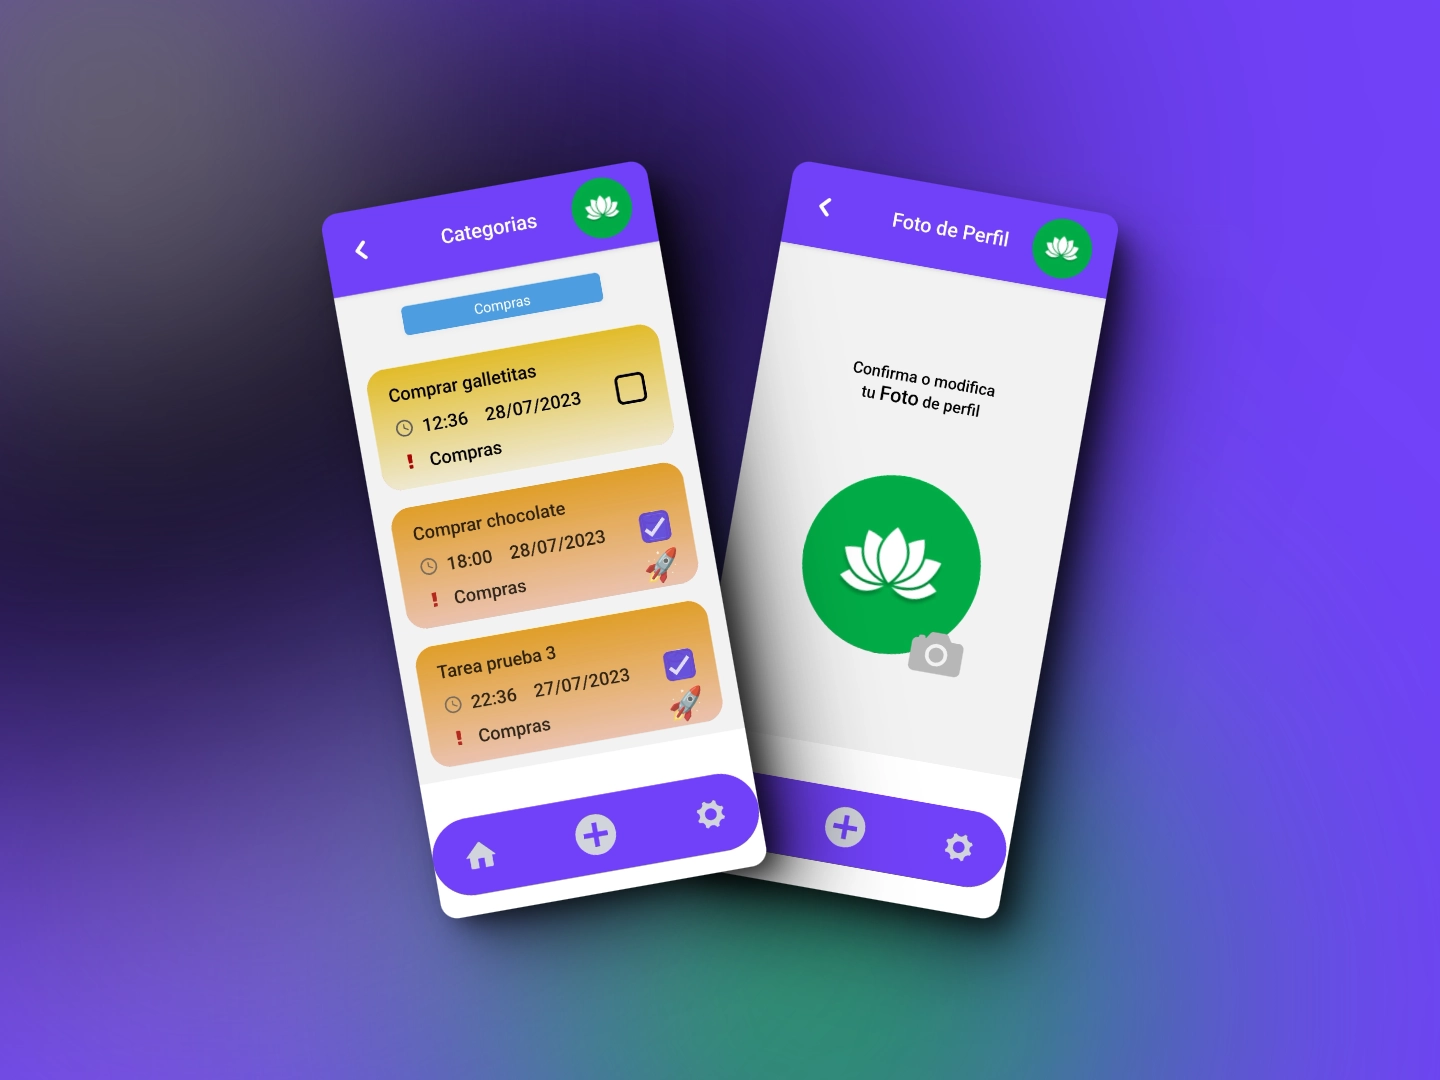 Categorias
Compras
Comprar galletitas
12:36 28/07/2023
! Compras
Comprar chocolate
18:00 28/07/2023
! Compras
Tarea prueba 3
22:36 27/07/2023
! Compras
Foto de Perfil
Confirma o modifica
tu Foto de perfil